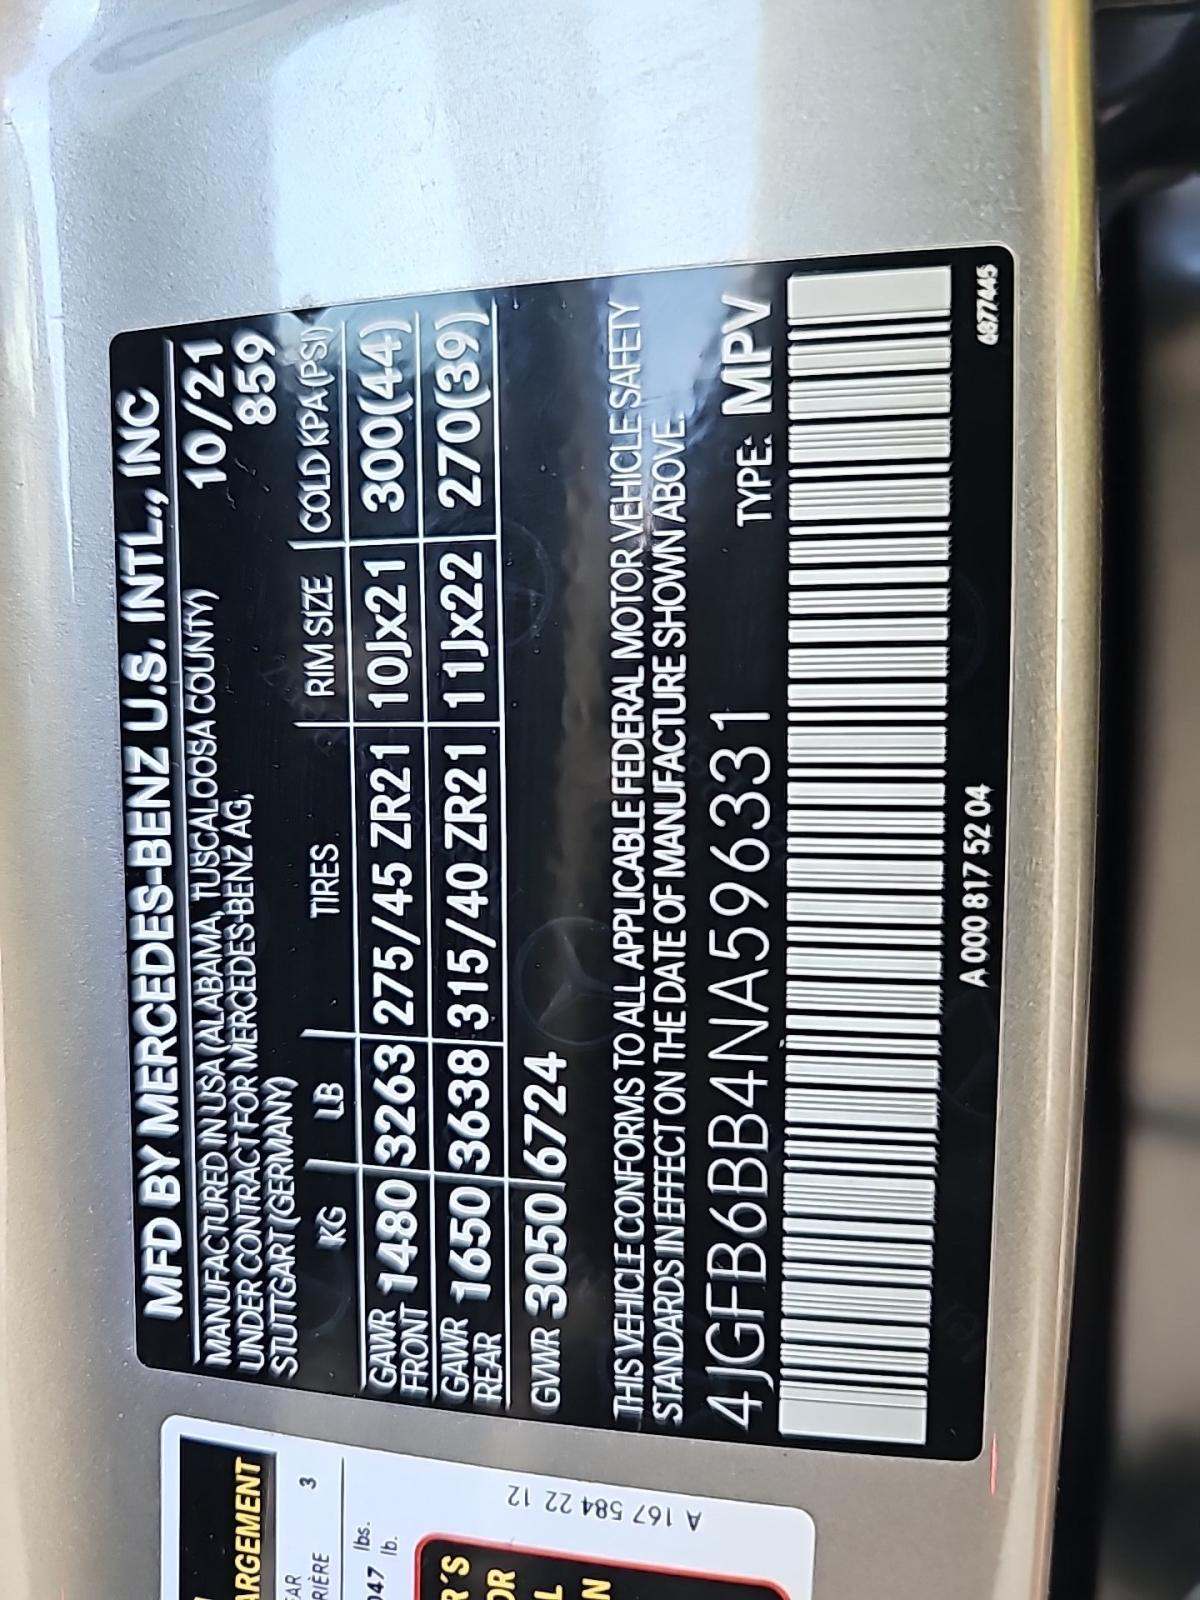 MFD BY MERCEDES-BENZ U.S. INTL., INC
MANUFACTURED IN USA (ALABAMA, TUSCALOOSA COUNTY) 10/21
UNDER CONTRACT FOR MERCEDES-BENZ AG, 859
STUTTGART (GERMANY)
KG LB TIRES RIM SIZE COLD KPA (PSI)
GAWR FRONT 1480 3263 275/45 ZR21 10Jx21 300(44)
GAWR REAR 1650 3638 315/40 ZR21 11Jx22 270(39)
GVWR 3050 6724
THIS VEHICLE CONFORMS TO ALL APPLICABLE FEDERAL MOTOR VEHICLE SAFETY
STANDARDS IN EFFECT ON THE DATE OF MANUFACTURE SHOWN ABOVE.
4JGFB6BB4NA596331 TYPE: MPV
A 000 817 52 04
6877445
ARGEMENT
3
lbs.
lb.
A 167 584 22 12